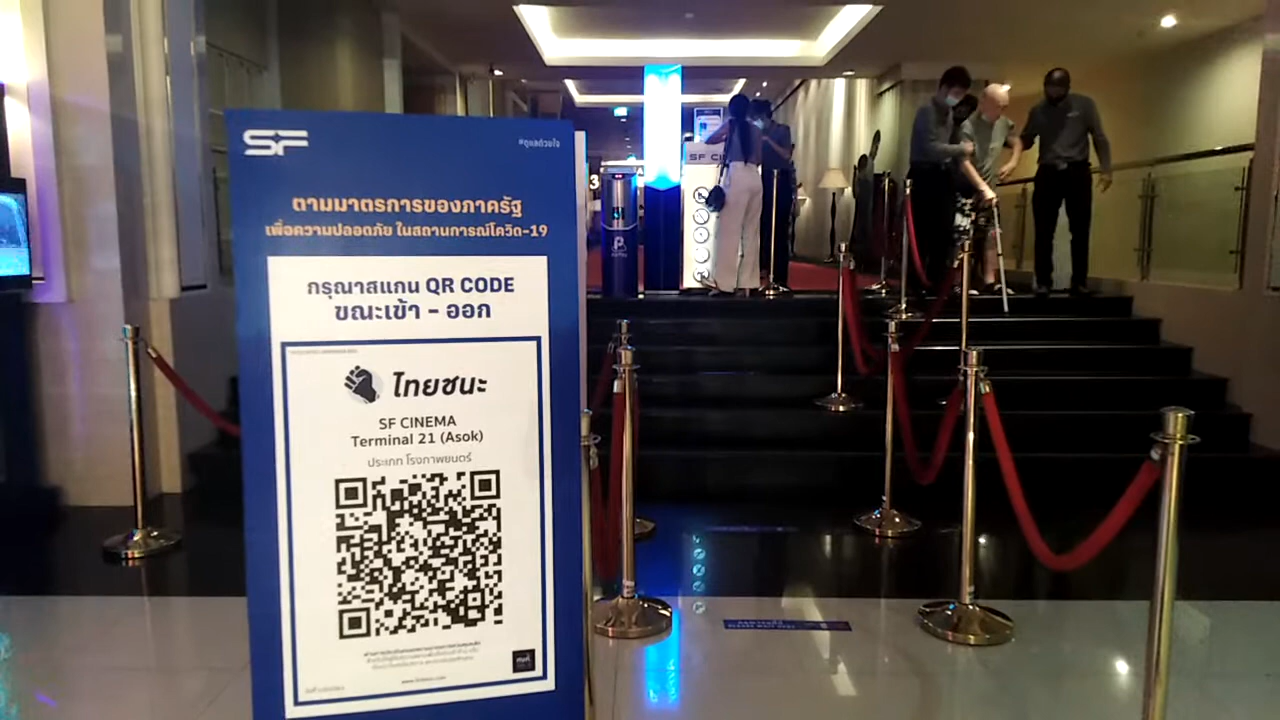 SF
#ดูแลด้วยใจ
ตามมาตรการของภาครัฐ
เพื่อความปลอดภัย ในสถานการณ์โควิด-19
กรุณาสแกน QR CODE
ขณะเข้า - ออก
ไทยชนะ
SF CINEMA
Terminal 21 (Asok)
ประเภท โรงภาพยนตร์
SF CI
3